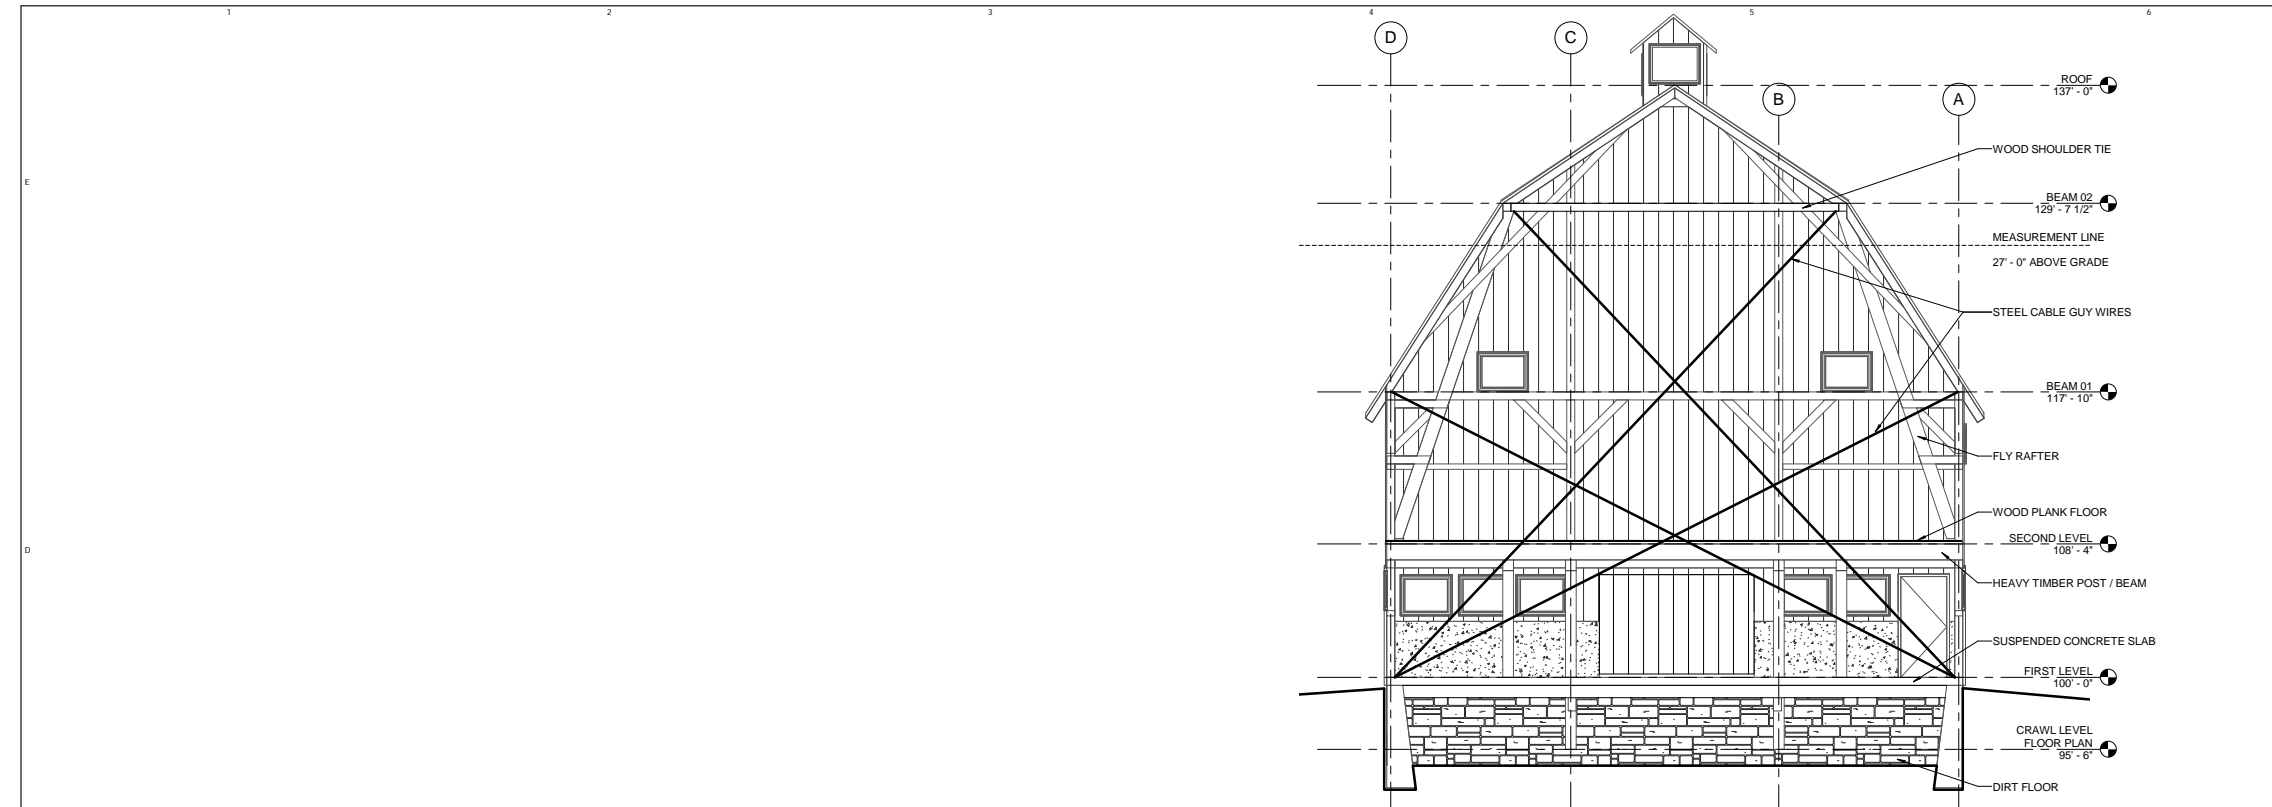 1
2
3
4
5
6
D
C
B
A
ROOF
137' - 0"
WOOD SHOULDER TIE
E
BEAM 02
129' - 7 1/2"
MEASUREMENT LINE
27' - 0" ABOVE GRADE
STEEL CABLE GUY WIRES
BEAM 01
117' - 10"
FLY RAFTER
WOOD PLANK FLOOR
SECOND LEVEL
108' - 4"
D
HEAVY TIMBER POST / BEAM
SUSPENDED CONCRETE SLAB
FIRST LEVEL
100' - 0"
CRAWL LEVEL
FLOOR PLAN
95' - 6"
DIRT FLOOR